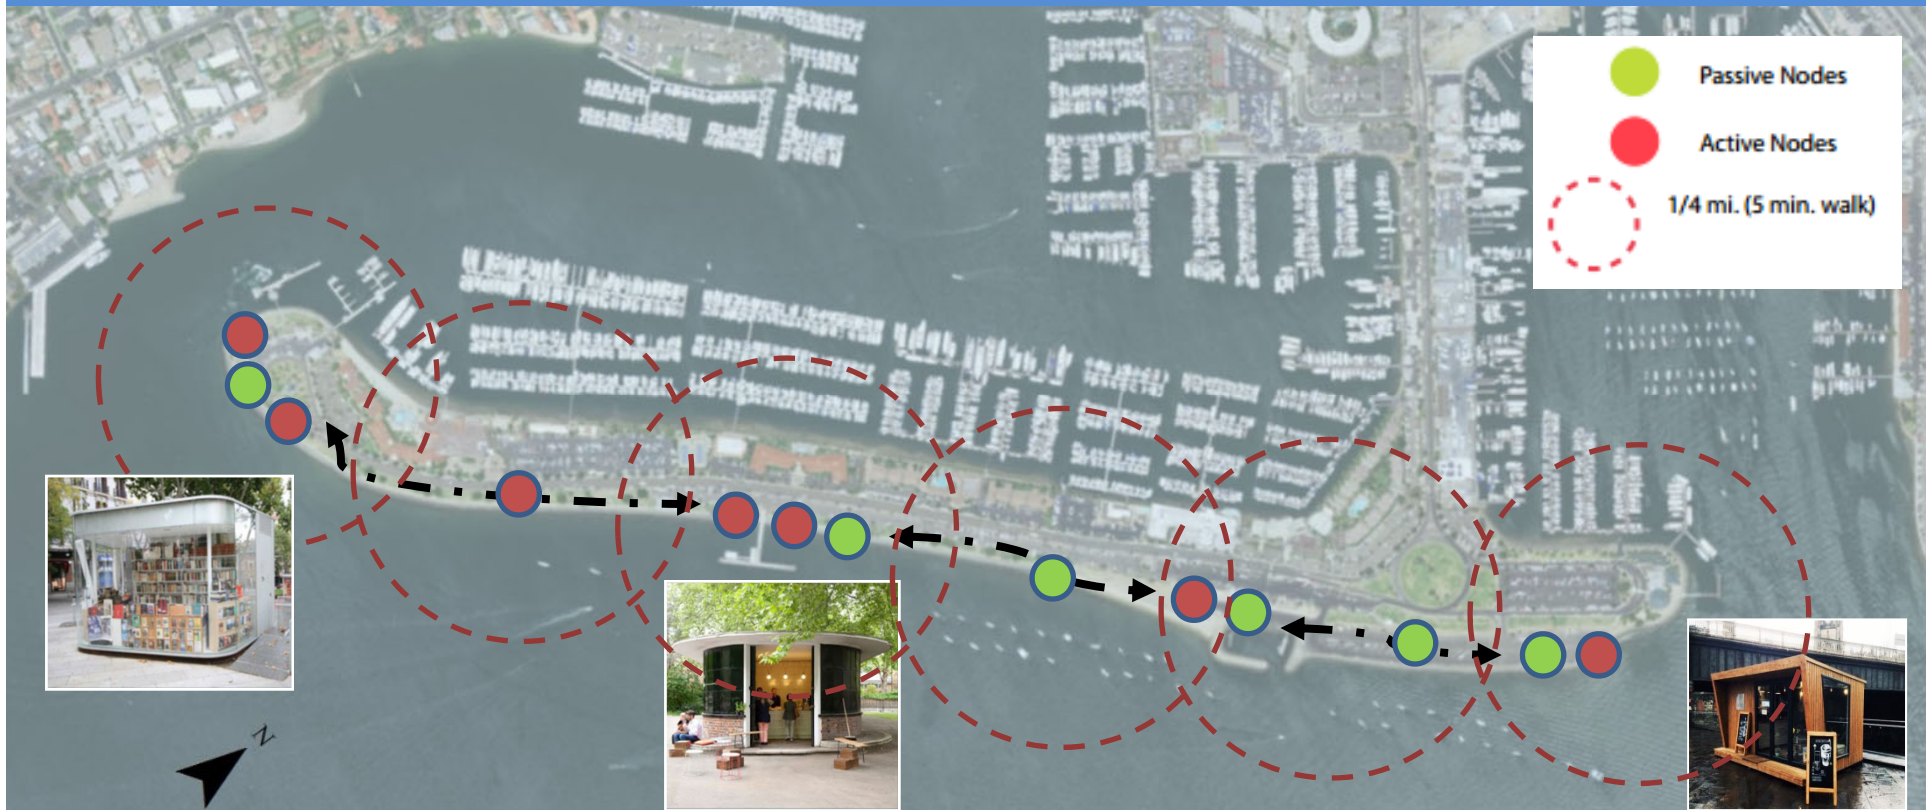 Passive Nodes
Active Nodes
1/4 mi. (5 min. walk)
N